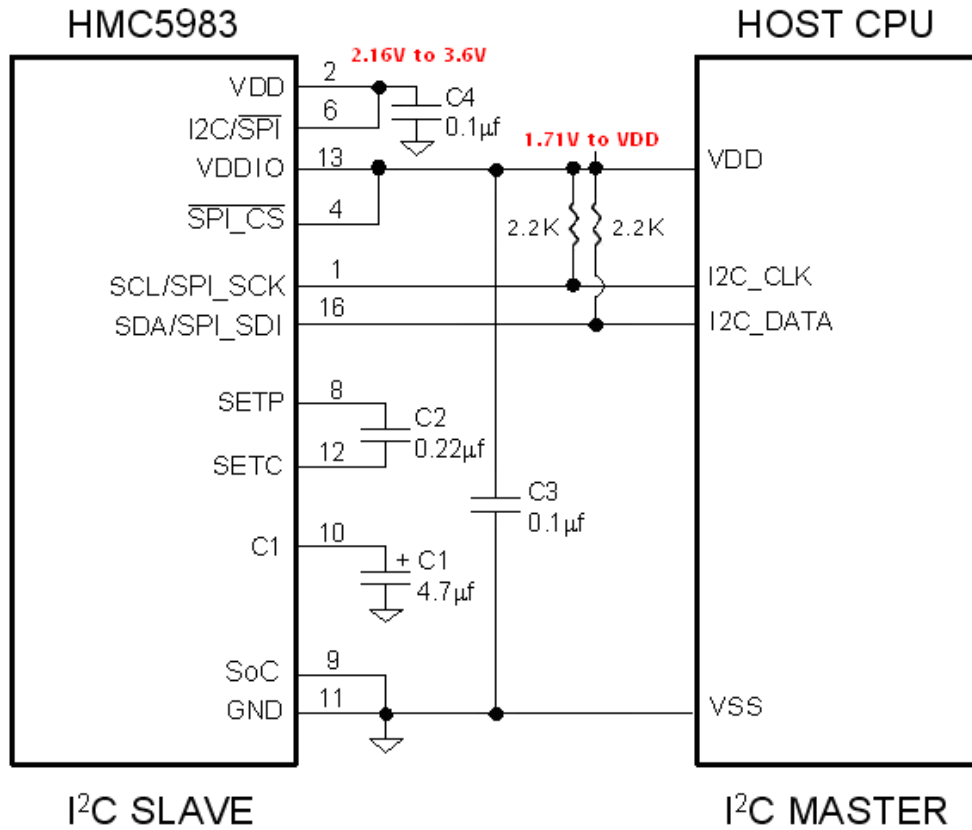 HMC5983
HOST CPU
2.16V to 3.6V
VDD
2
I2C/SPI
6
C4
0.1µf
1.71V to VDD
VDDIO
13
VDD
SPI_CS
4
2.2K
2.2K
SCL/SPI_SCK
1
I2C_CLK
SDA/SPI_SDI
16
I2C_DATA
SETP
8
C2
0.22µf
SETC
12
C3
0.1µf
C1
10
+ C1
4.7µf
SoC
9
GND
11
VSS
I²C SLAVE
I²C MASTER